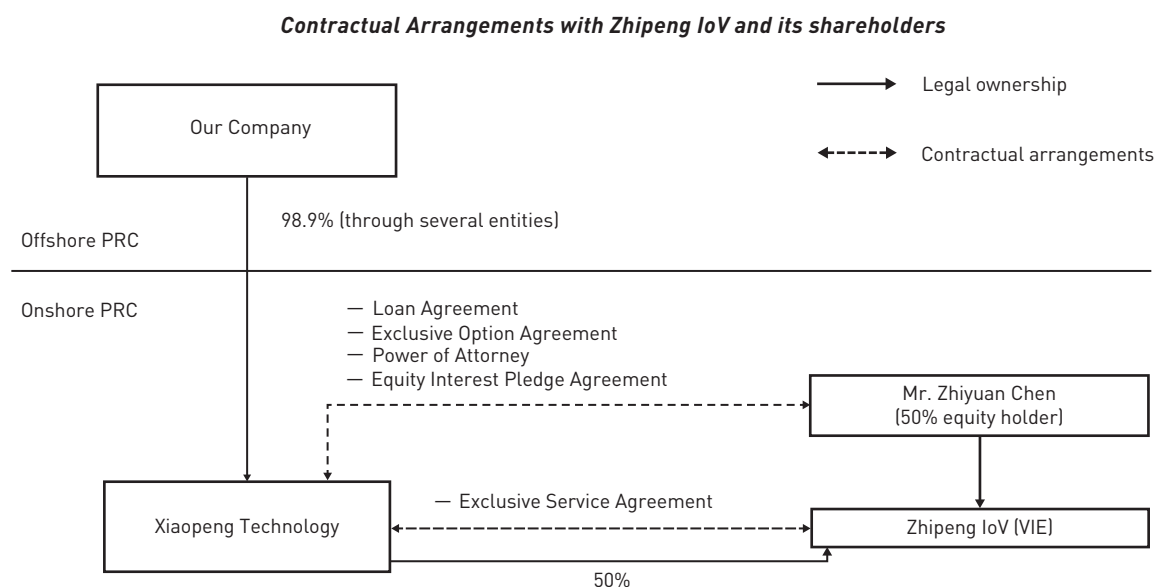 Contractual Arrangements with Zhipeng IoV and its shareholders
Our Company
Legal ownership
Contractual arrangements
98.9% (through several entities)
Offshore PRC
Onshore PRC
— Loan Agreement
— Exclusive Option Agreement
— Power of Attorney
— Equity Interest Pledge Agreement
Mr. Zhiyuan Chen
(50% equity holder)
— Exclusive Service Agreement
Xiaopeng Technology
Zhipeng IoV (VIE)
50%